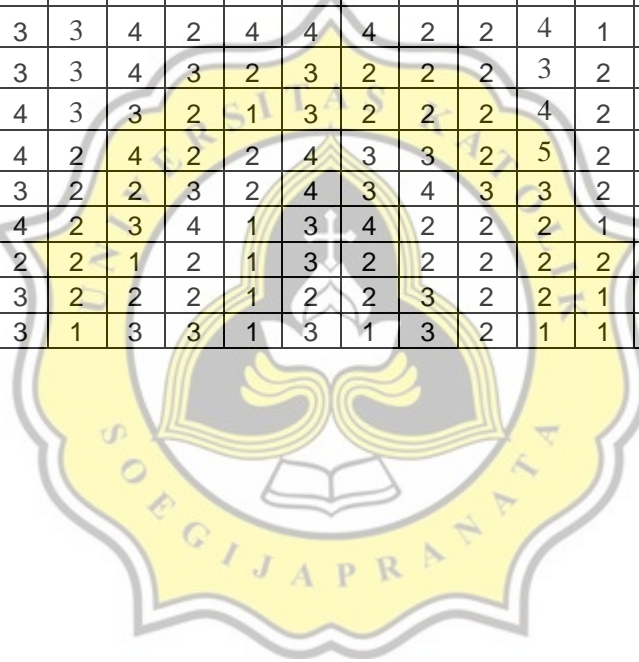 3 3 4 2 4 4 4 2 2 4 1
3 3 4 3 2 3 2 2 2 3 2
4 3 3 2 1 3 2 2 2 4 2
4 2 4 2 2 4 3 3 2 5 2
3 2 2 3 2 4 3 4 3 3 2
4 2 3 4 1 3 4 2 2 2 1
2 2 1 2 1 3 2 2 2 2 2
3 2 2 2 1 2 2 3 2 2 1
3 1 3 3 1 3 1 3 2 1 1
UNIVERSITAS KATOLIK
SOEGIJAPRANATA